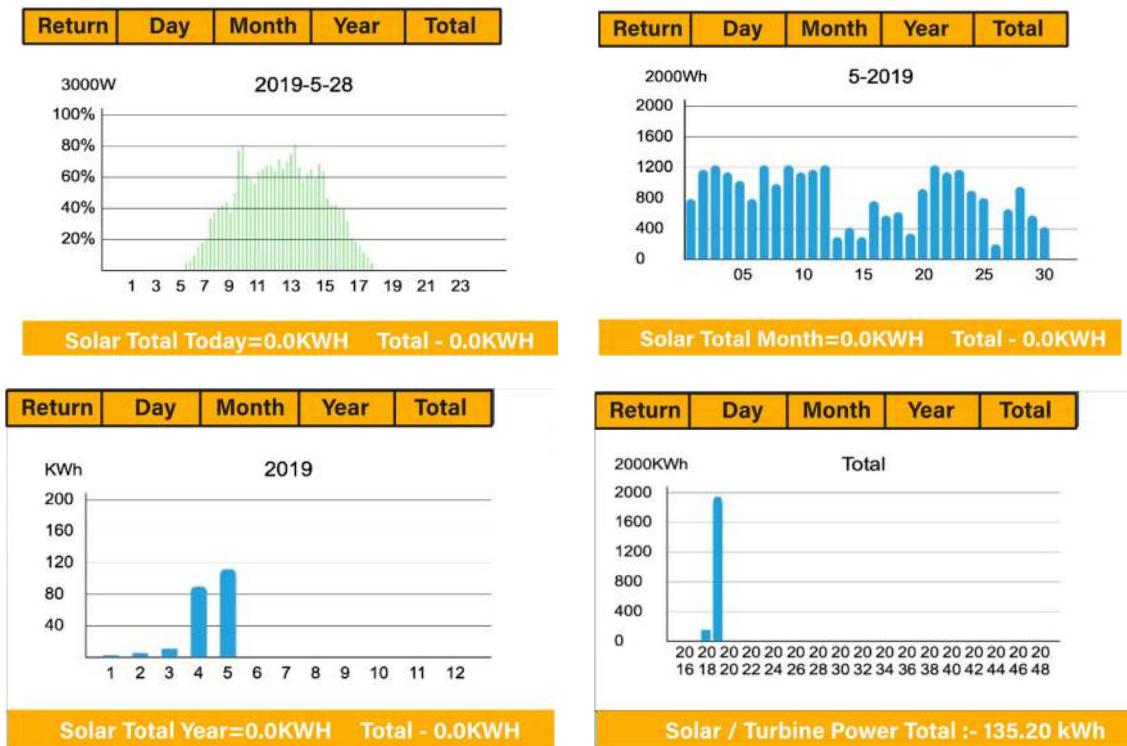 Return Day Month Year Total
3000W 2019-5-28
100%
80%
60%
40%
20%
1 3 5 7 9 11 13 15 17 19 21 23
Solar Total Today=0.0KWH Total - 0.0KWH
Return Day Month Year Total
2000Wh 5-2019
2000
1600
1200
800
400
0
05 10 15 20 25 30
Solar Total Month=0.0KWH Total - 0.0KWH
Return Day Month Year Total
KWh 2019
200
160
120
80
40
1 2 3 4 5 6 7 8 9 10 11 12
Solar Total Year=0.0KWH Total - 0.0KWH
Return Day Month Year Total
2000KWh Total
2000
1600
1200
800
400
0
20 20 20 20 20 20 20 20 20 20 20 20 20 20 20 20 20
16 18 20 22 24 26 28 30 32 34 36 38 40 42 44 46 48
Solar / Turbine Power Total :- 135.20 kWh